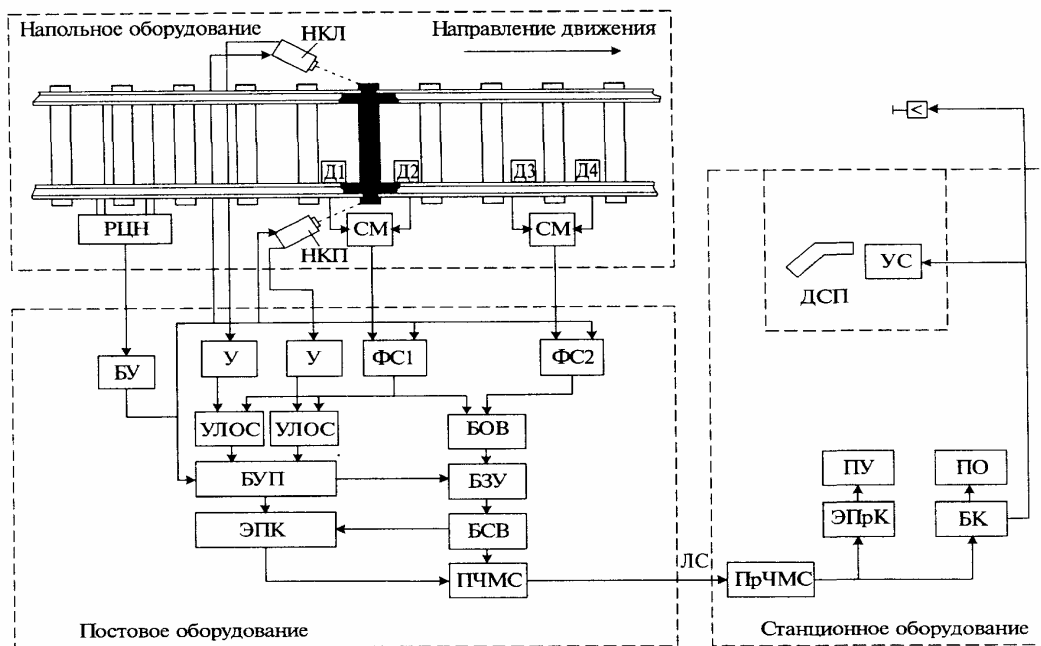 Напольное оборудование
НКЛ
Направление движения
Д1
Д2
Д3
Д4
РЦН
НКП
СМ
СМ
УС
ДСП
БУ
У
У
ФС1
ФС2
УЛОС
УЛОС
БОВ
БУП
БЗУ
ПУ
ПО
ЭПК
БСВ
ЭПрК
БК
ПЧМС
ЛС
ПрЧМС
Постовое оборудование
Станционное оборудование